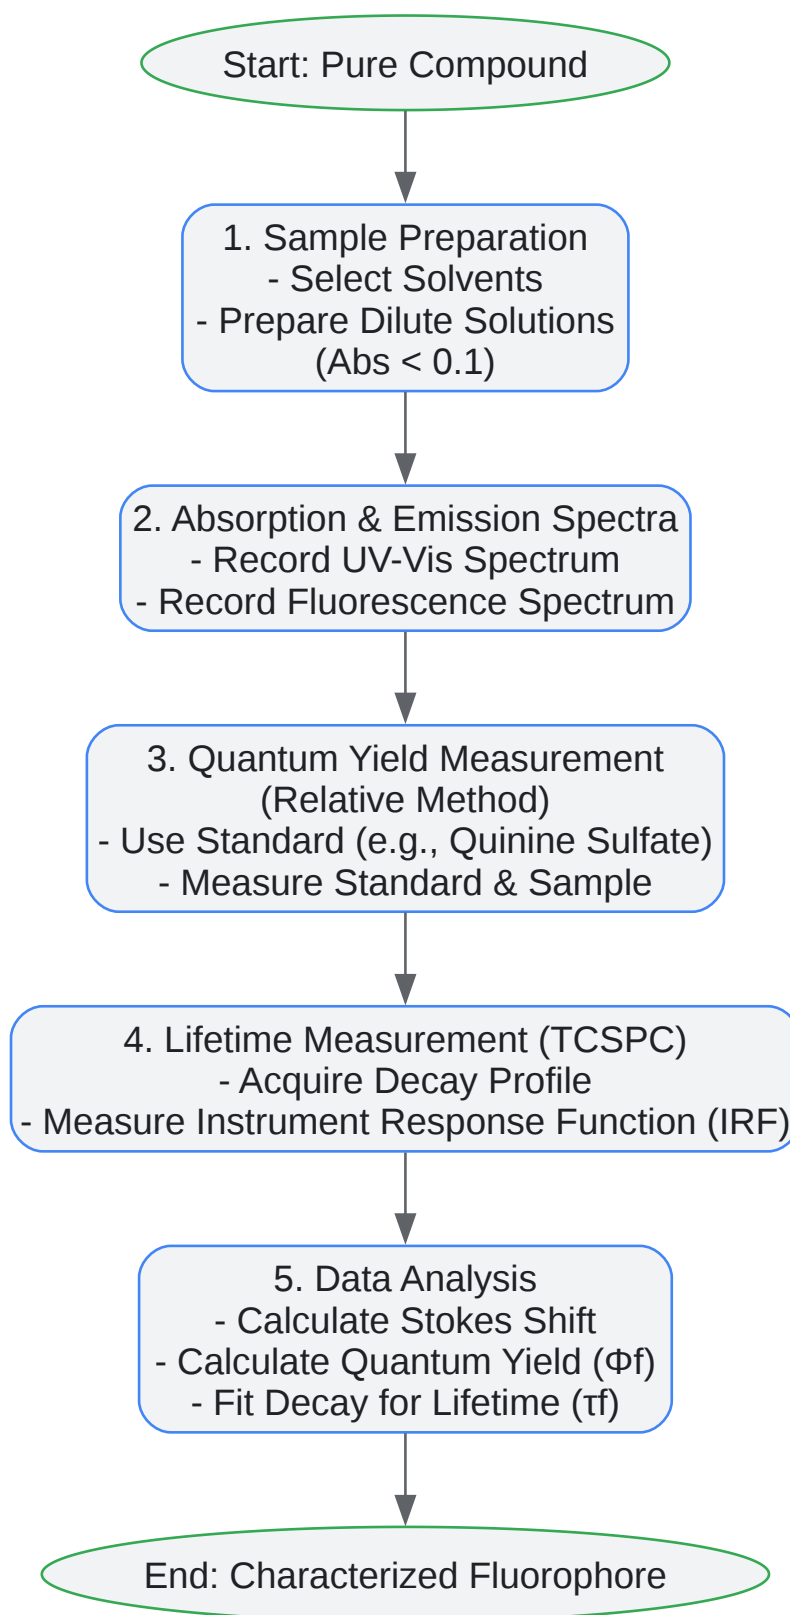 Start: Pure Compound
1. Sample Preparation
- Select Solvents
- Prepare Dilute Solutions
(Abs < 0.1)
2. Absorption & Emission Spectra
- Record UV-Vis Spectrum
- Record Fluorescence Spectrum
3. Quantum Yield Measurement
(Relative Method)
- Use Standard (e.g., Quinine Sulfate)
- Measure Standard & Sample
4. Lifetime Measurement (TCSPC)
- Acquire Decay Profile
- Measure Instrument Response Function (IRF)
5. Data Analysis
- Calculate Stokes Shift
- Calculate Quantum Yield (Φf)
- Fit Decay for Lifetime (τf)
End: Characterized Fluorophore